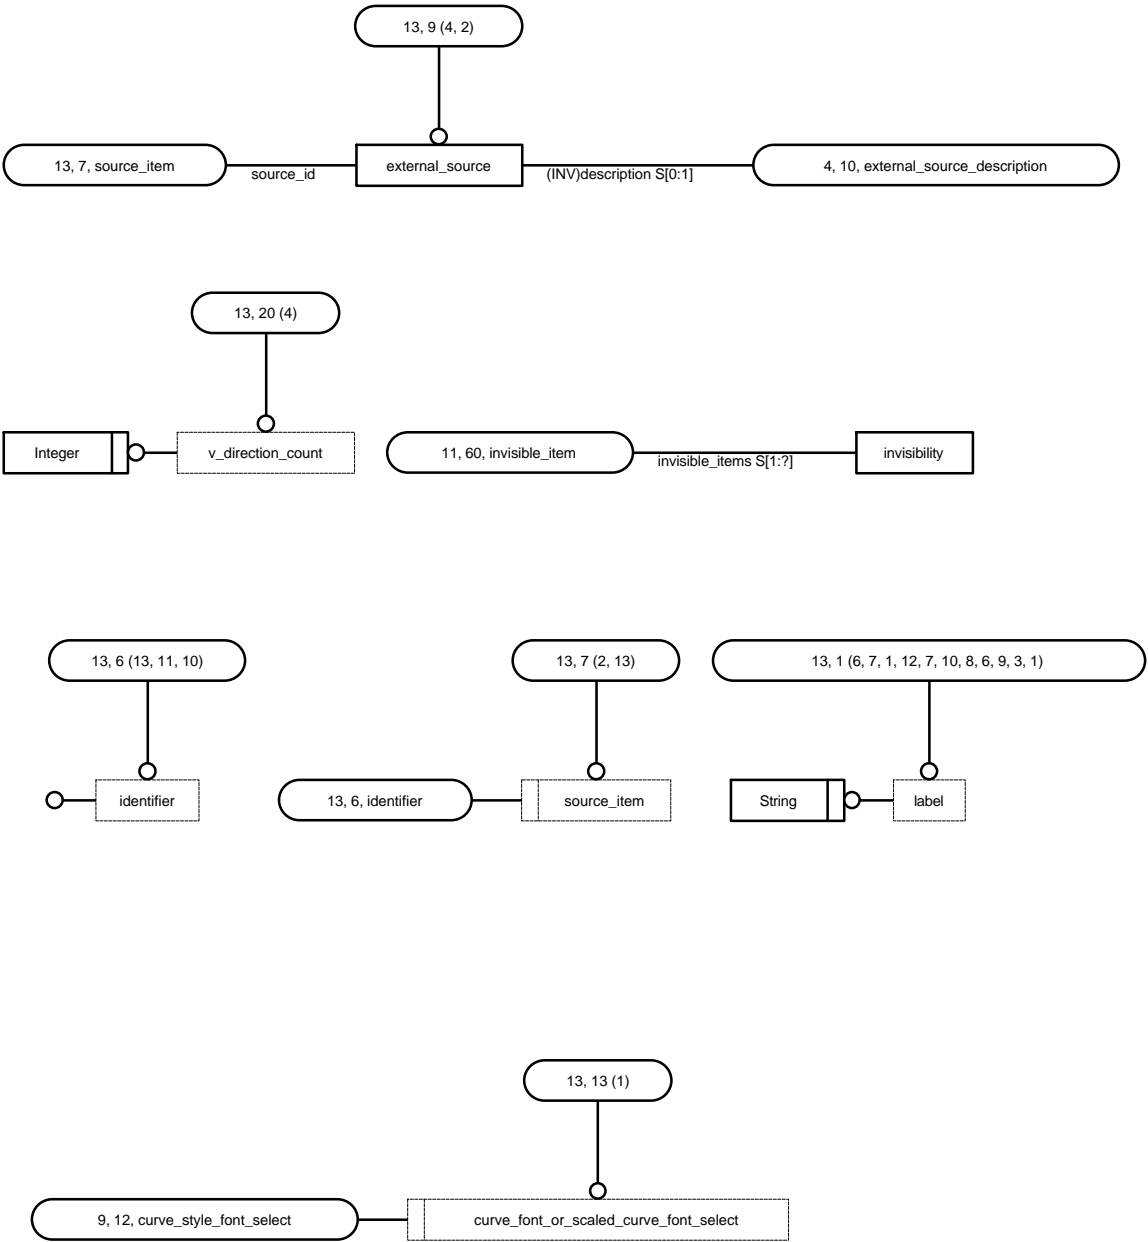 13, 9 (4, 2)
13, 7, source_item
source_id
external_source
(INV)description S[0:1]
4, 10, external_source_description
13, 20 (4)
Integer
v_direction_count
11, 60, invisible_item
invisible_items S[1:?]
invisibility
13, 6 (13, 11, 10)
13, 7 (2, 13)
13, 1 (6, 7, 1, 12, 7, 10, 8, 6, 9, 3, 1)
identifier
13, 6, identifier
source_item
String
label
13, 13 (1)
9, 12, curve_style_font_select
curve_font_or_scaled_curve_font_select